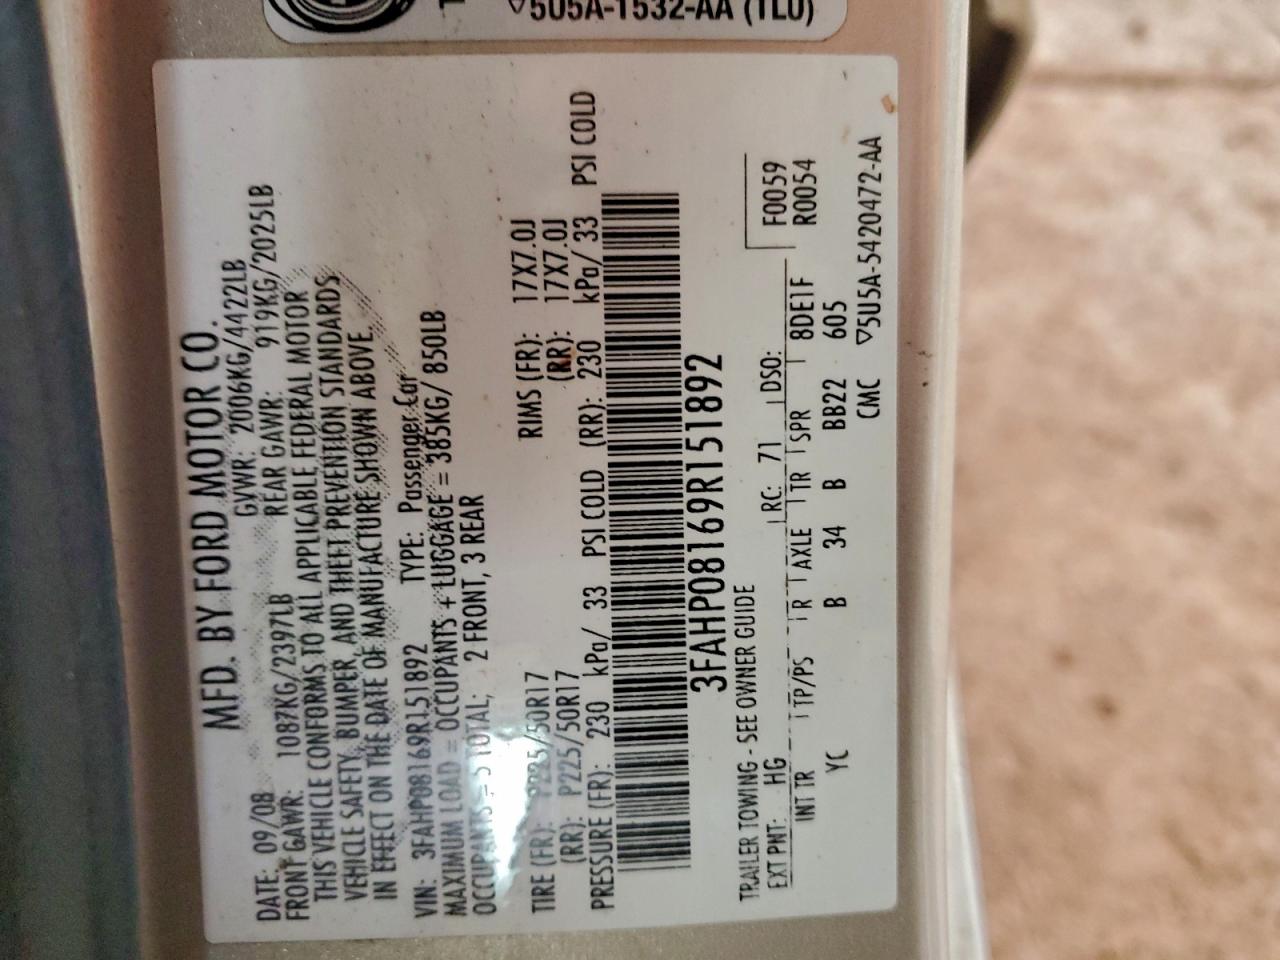 5U5A-1532-AA (TL0)
MFD. BY FORD MOTOR CO.
DATE: 09/08 GVWR: 2006KG/4422LB
FRONT GAWR: 1087KG/2397LB REAR GAWR: 919KG/2025LB
THIS VEHICLE CONFORMS TO ALL APPLICABLE FEDERAL MOTOR
VEHICLE SAFETY, BUMPER, AND THEFT PREVENTION STANDARDS
IN EFFECT ON THE DATE OF MANUFACTURE SHOWN ABOVE.
VIN: 3FAHP08169R151892 TYPE: Passenger Car
MAXIMUM LOAD = OCCUPANTS + LUGGAGE = 385KG/ 850LB
OCCUPANTS = 5 TOTAL; 2 FRONT, 3 REAR
TIRE (FR): P225/50R17 RIMS (FR): 17X7.0J
(RR): P225/50R17 (RR): 17X7.0J
PRESSURE (FR): 230 kPa/ 33 PSI COLD (RR): 230 kPa/ 33 PSI COLD
3FAHP08169R151892
TRAILER TOWING - SEE OWNER GUIDE
EXT PNT: HG RC: 71 DSO: F0059
INT TR TP/PS R AXLE TR SPR 8DE1F R0054
YC B 34 B BB22 605
CMC ▽5U5A-5420472-AA